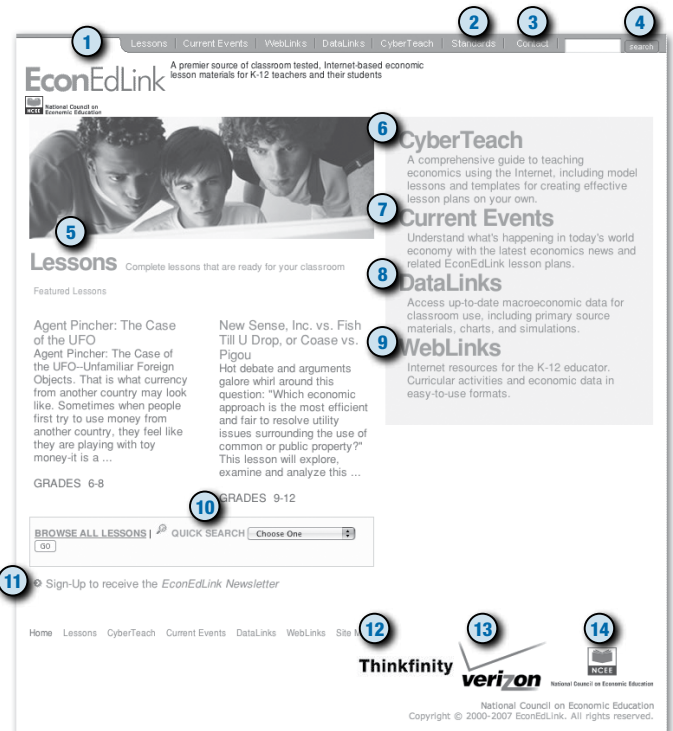 1
2
3
4
Lessons | Current Events | WebLinks | DataLinks | CyberTeach | Standards | Contact | search
EconEdLink
A premier source of classroom tested, Internet-based economic
lesson materials for K-12 teachers and their students
NCEE
National Council on
Economic Education
5
Lessons Complete lessons that are ready for your classroom
Featured Lessons
Agent Pincher: The Case
of the UFO
Agent Pincher: The Case of
the UFO--Unfamiliar Foreign
Objects. That is what currency
from another country may look
like. Sometimes when people
first try to use money from
another country, they feel like
they are playing with toy
money-it is a ...
GRADES 6-8
New Sense, Inc. vs. Fish
Till U Drop, or Coase vs.
Pigou
Hot debate and arguments
galore whirl around this
question: "Which economic
approach is the most efficient
and fair to resolve utility
issues surrounding the use of
common or public property?"
This lesson will explore,
examine and analyze this ...
GRADES 9-12
6
CyberTeach
A comprehensive guide to teaching
economics using the Internet, including model
lessons and templates for creating effective
lesson plans on your own.
7
Current Events
Understand what's happening in today's world
economy with the latest economics news and
related EconEdLink lesson plans.
8
DataLinks
Access up-to-date macroeconomic data for
classroom use, including primary source
materials, charts, and simulations.
9
WebLinks
Internet resources for the K-12 educator.
Curricular activities and economic data in
easy-to-use formats.
10
BROWSE ALL LESSONS | QUICK SEARCH Choose One
GO
11
Sign-Up to receive the EconEdLink Newsletter
Home Lessons CyberTeach Current Events DataLinks WebLinks Site
12
13
14
Thinkfinity
verizon
NCEE
National Council on Economic Education
National Council on Economic Education
Copyright © 2000-2007 EconEdLink. All rights reserved.